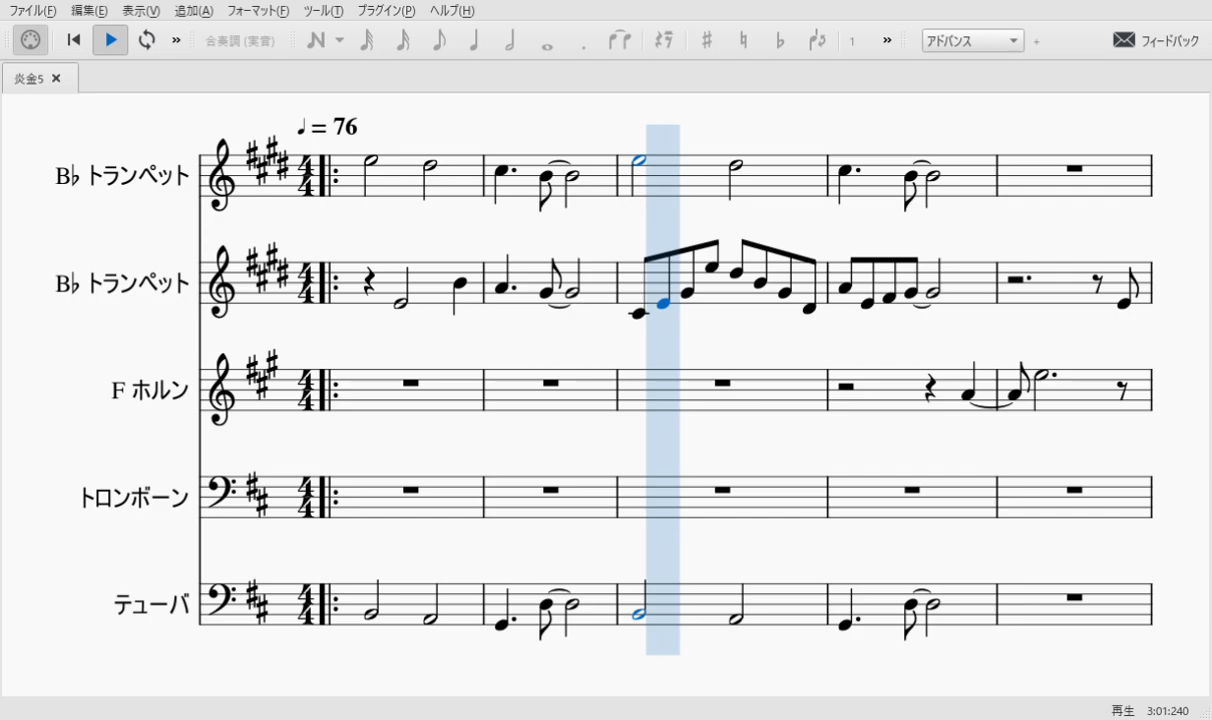 ファイル(F) 編集(E) 表示(V) 追加(A) フォーマット(F) ツール(T) プラグイン(P) ヘルプ(H)
合奏調 (実音) 1 アドバンス フィードバック
炎金5
♩ = 76
B♭ トランペット
B♭ トランペット
F ホルン
トロンボーン
テューバ
再生 3:01:240